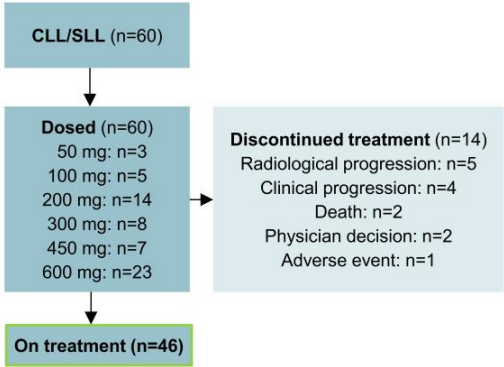 CLL/SLL (n=60)
Dosed (n=60)
50 mg: n=3
100 mg: n=5
200 mg: n=14
300 mg: n=8
450 mg: n=7
600 mg: n=23
Discontinued treatment (n=14)
Radiological progression: n=5
Clinical progression: n=4
Death: n=2
Physician decision: n=2
Adverse event: n=1
On treatment (n=46)